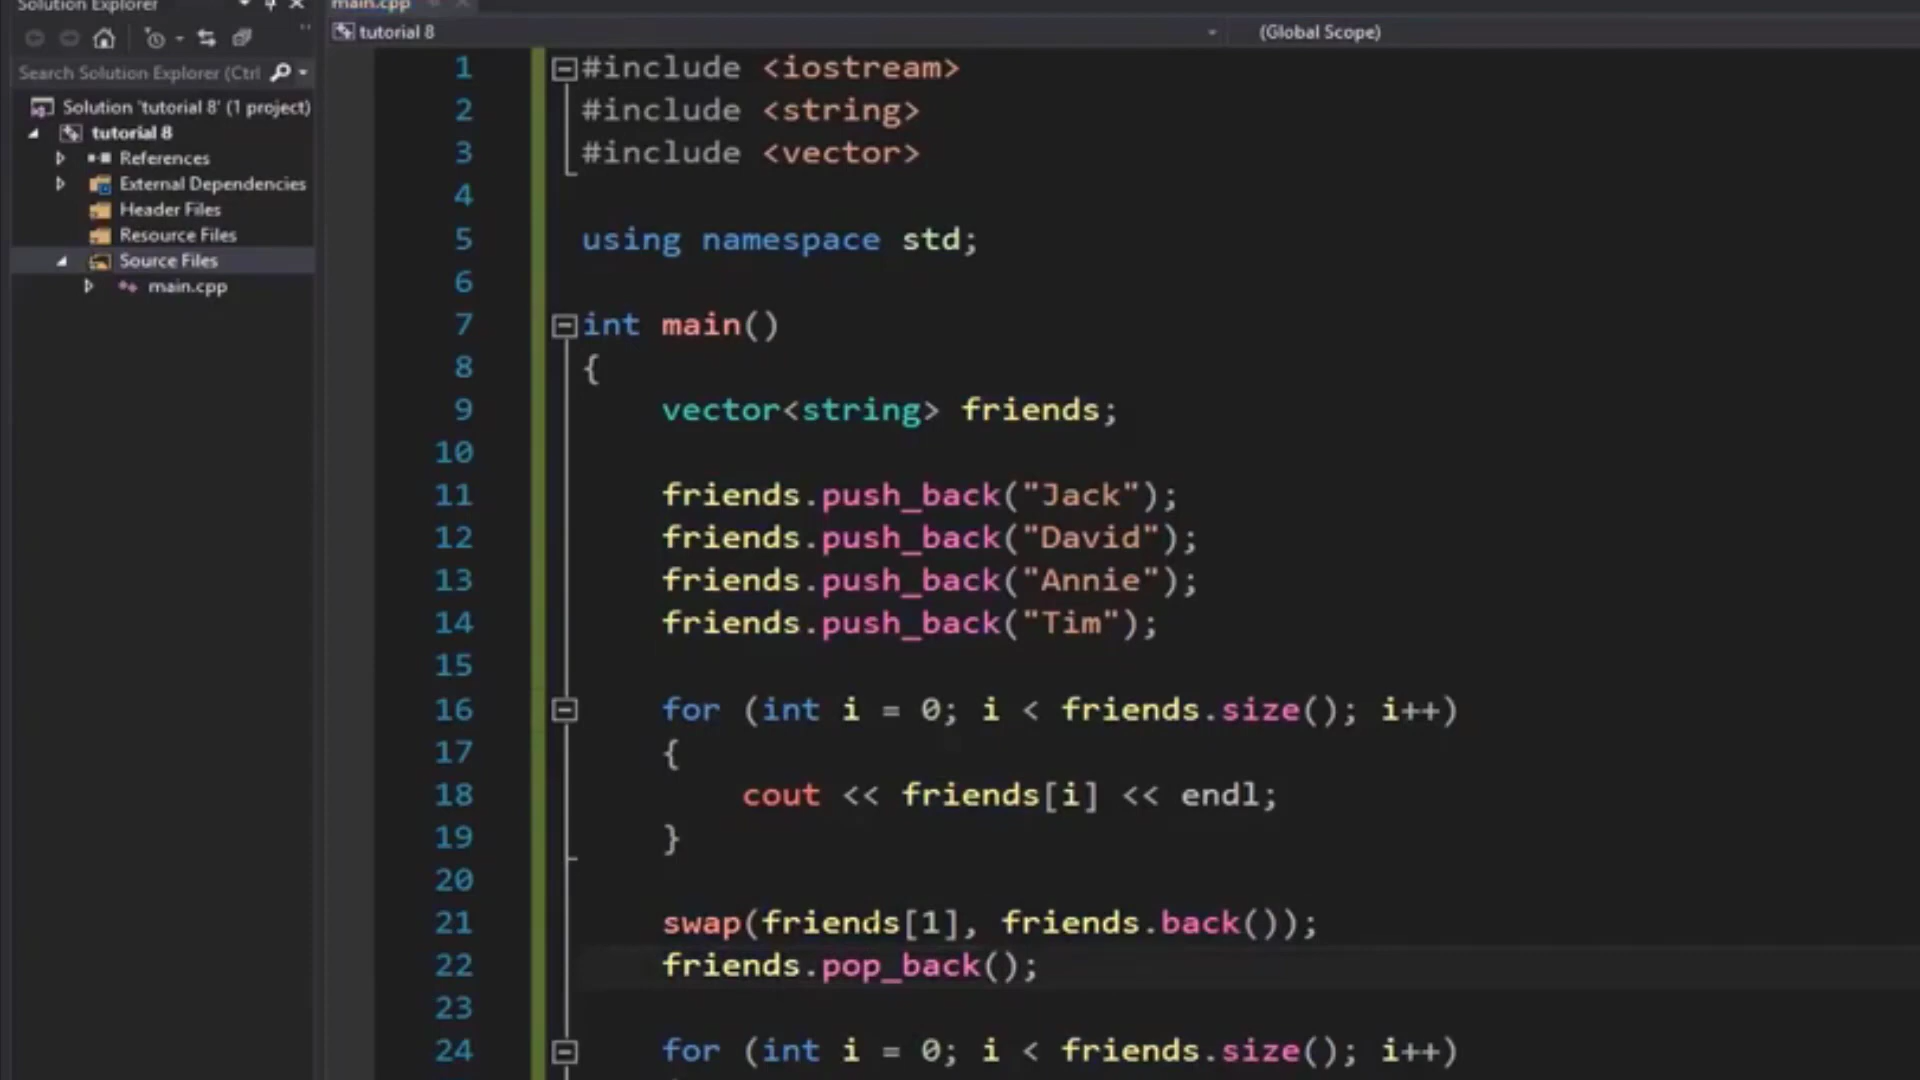 Solution Explorer
Search Solution Explorer (Ctrl
Solution 'tutorial 8' (1 project)
tutorial 8
References
External Dependencies
Header Files
Resource Files
Source Files
main.cpp
main.cpp
tutorial 8
(Global Scope)
1 #include <iostream>
2 #include <string>
3 #include <vector>
4
5 using namespace std;
6
7 int main()
8 {
9 vector<string> friends;
10
11 friends.push_back("Jack");
12 friends.push_back("David");
13 friends.push_back("Annie");
14 friends.push_back("Tim");
15
16 for (int i = 0; i < friends.size(); i++)
17 {
18 cout << friends[i] << endl;
19 }
20
21 swap(friends[1], friends.back());
22 friends.pop_back();
23
24 for (int i = 0; i < friends.size(); i++)